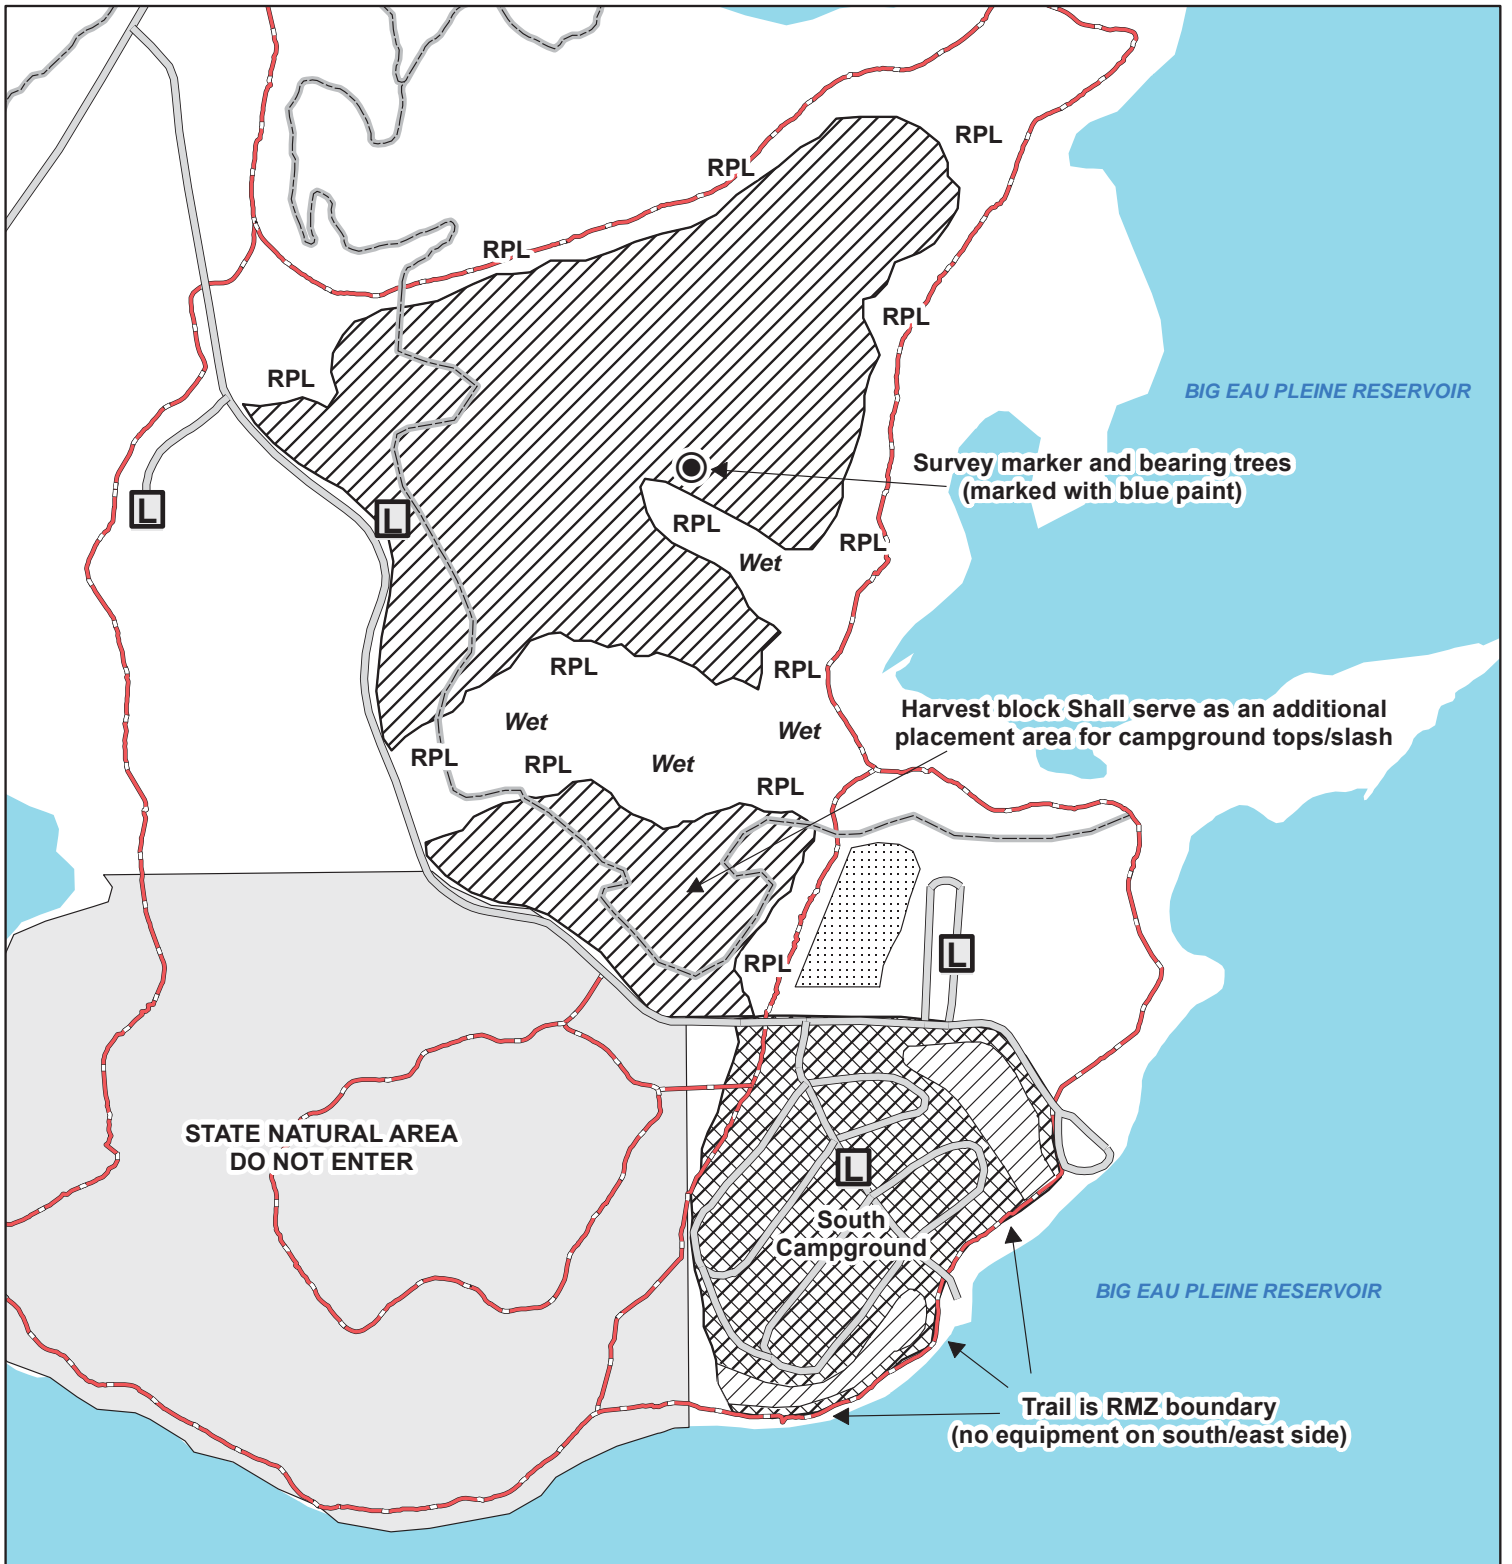 RPL
RPL
RPL
RPL
RPL
BIG EAU PLEINE RESERVOIR
Survey marker and bearing trees
(marked with blue paint)
L
L
RPL
RPL
Wet
RPL
RPL
Harvest block Shall serve as an additional
placement area for campground tops/slash
Wet
Wet
RPL
RPL
Wet
RPL
RPL
L
STATE NATURAL AREA
DO NOT ENTER
L
South
Campground
BIG EAU PLEINE RESERVOIR
Trail is RMZ boundary
(no equipment on south/east side)